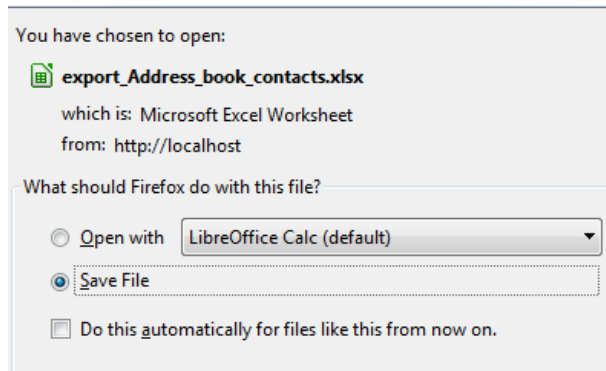 You have chosen to open:
export_Address_book_contacts.xlsx
which is: Microsoft Excel Worksheet
from: http://localhost
What should Firefox do with this file?
Open with LibreOffice Calc (default)
Save File
Do this automatically for files like this from now on.